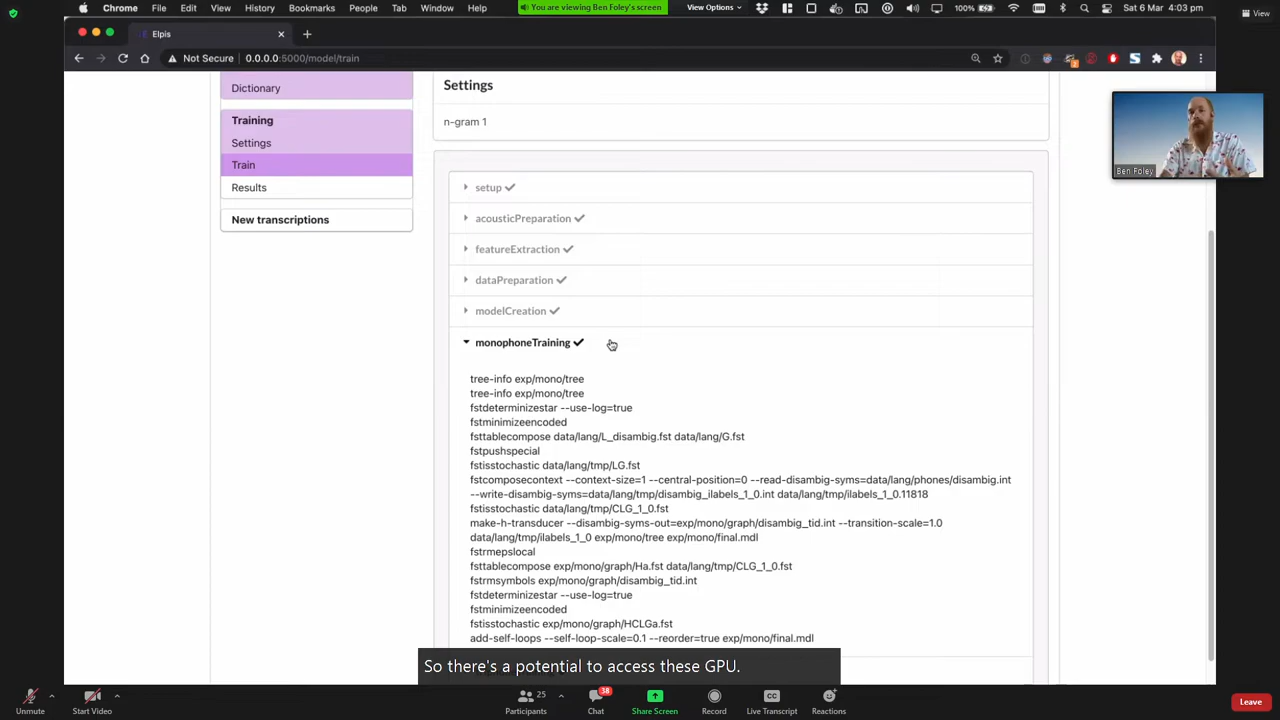 Chrome File Edit View History Bookmarks People Tab Window Help
You are viewing Ben Foley's screen
View Options
100%
Sat 6 Mar 4:03 pm
View
Elpis
Not Secure
0.0.0.0:5000/model/train
Dictionary
Training
Settings
Train
Results
New transcriptions
Settings
n-gram 1
setup
acousticPreparation
featureExtraction
dataPreparation
modelCreation
monophoneTraining
tree-info exp/mono/tree
tree-info exp/mono/tree
fstdeterminizestar --use-log=true
fstminimizeencoded
fsttablecompose data/lang/L_disambig.fst data/lang/G.fst
fstpushspecial
fstisstochastic data/lang/tmp/LG.fst
fstcomposecontext --context-size=1 --central-position=0 --read-disambig-syms=data/lang/phones/disambig.int
--write-disambig-syms=data/lang/tmp/disambig_ilabels_1_0.int data/lang/tmp/ilabels_1_0.11818
fstisstochastic data/lang/tmp/CLG_1_0.fst
make-h-transducer --disambig-syms-out=exp/mono/graph/disambig_tid.int --transition-scale=1.0
data/lang/tmp/ilabels_1_0 exp/mono/tree exp/mono/final.mdl
fstrmepslocal
fsttablecompose exp/mono/graph/Ha.fst data/lang/tmp/CLG_1_0.fst
fstrmsymbols exp/mono/graph/disambig_tid.int
fstdeterminizestar --use-log=true
fstminimizeencoded
fstisstochastic exp/mono/graph/HCLGa.fst
add-self-loops --self-loop-scale=0.1 --reorder=true exp/mono/final.mdl
Ben Foley
So there's a potential to access these GPU.
Unmute
Start Video
25
Participants
38
Chat
Share Screen
Record
CC
Live Transcript
Reactions
Leave